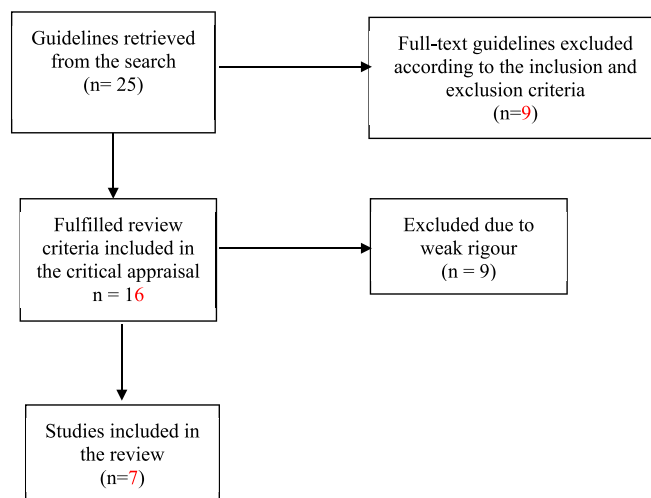 Guidelines retrieved
from the search
(n= 25)
Full-text guidelines excluded
according to the inclusion and
exclusion criteria
(n=9)
Fulfilled review
criteria included in
the critical appraisal
n = 16
Excluded due to
weak rigour
(n = 9)
Studies included in
the review
(n=7)